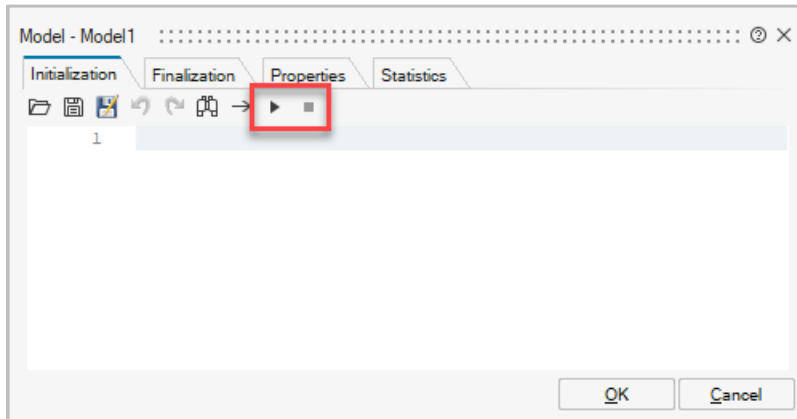 Model - Model1
Initialization Finalization Properties Statistics
1
OK Cancel